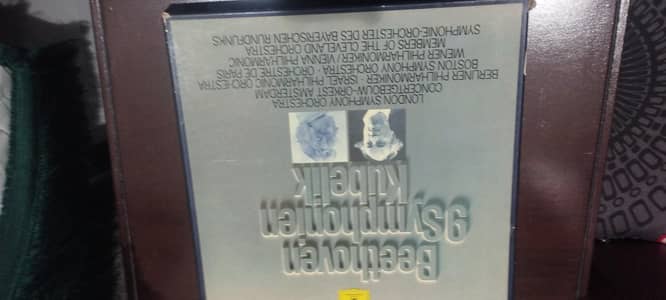 Beethoven
9 Symphonien
Kubelik
LONDON SYMPHONY ORCHESTRA
CONCERTGEBOUW-ORKEST AMSTERDAM
BERLINER PHILHARMONIKER · ISRAEL PHILHARMONIC ORCHESTRA
BOSTON SYMPHONY ORCHESTRA · ORCHESTRE DE PARIS
WIENER PHILHARMONIKER / VIENNA PHILHARMONIC
MEMBERS OF THE CLEVELAND ORCHESTRA
SYMPHONIE-ORCHESTER DES BAYERISCHEN RUNDFUNKS